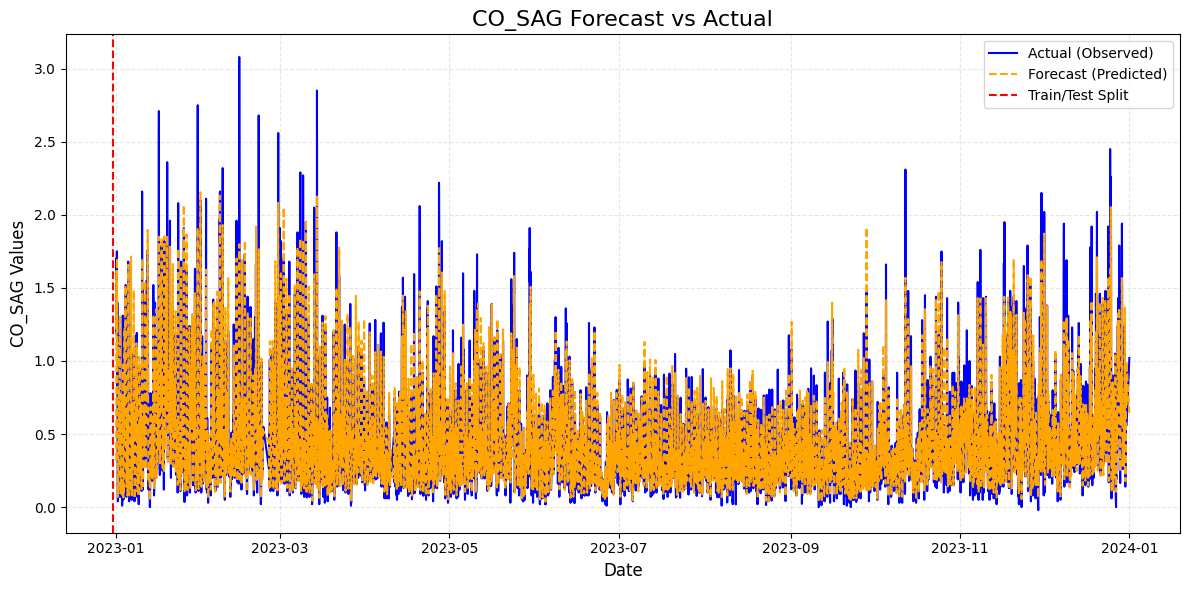 CO_SAG Forecast vs Actual
Actual (Observed)
Forecast (Predicted)
Train/Test Split
CO_SAG Values
3.0
2.5
2.0
1.5
1.0
0.5
0.0
2023-01
2023-03
2023-05
2023-07
2023-09
2023-11
2024-01
Date